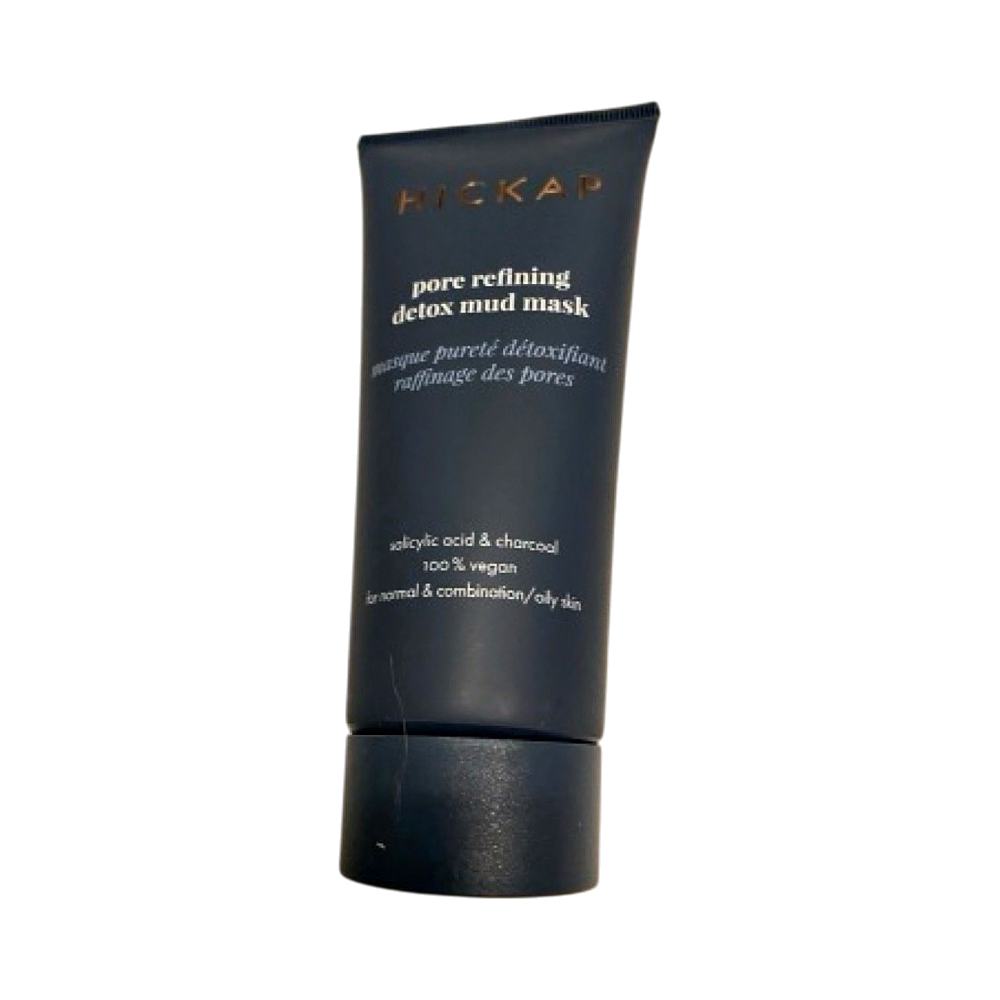 HICKAP
pore refining
detox mud mask
masque pureté détoxifiant
raffinage des pores
salicylic acid & charcoal
100% vegan
for normal & combination/oily skin